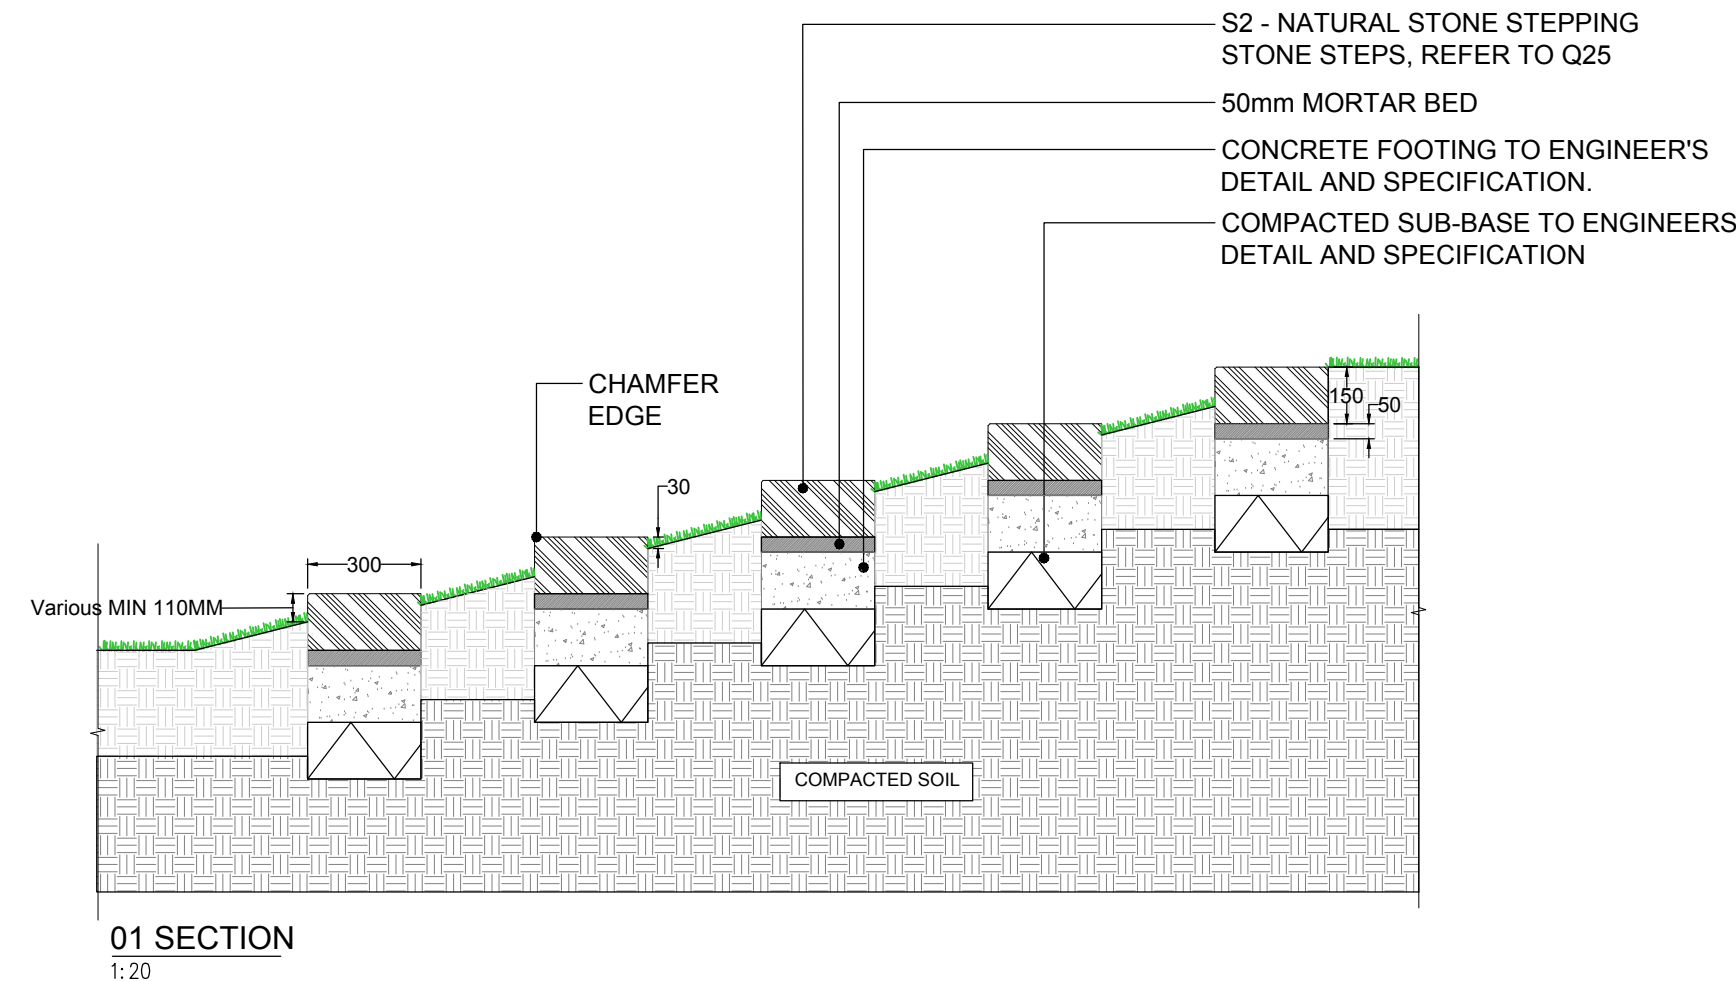 S2 - NATURAL STONE STEPPING
STONE STEPS, REFER TO Q25
50mm MORTAR BED
CONCRETE FOOTING TO ENGINEER'S
DETAIL AND SPECIFICATION.
COMPACTED SUB-BASE TO ENGINEERS
DETAIL AND SPECIFICATION
CHAMFER
EDGE
150
50
30
300
Various MIN 110MM
COMPACTED SOIL
01 SECTION
1:20